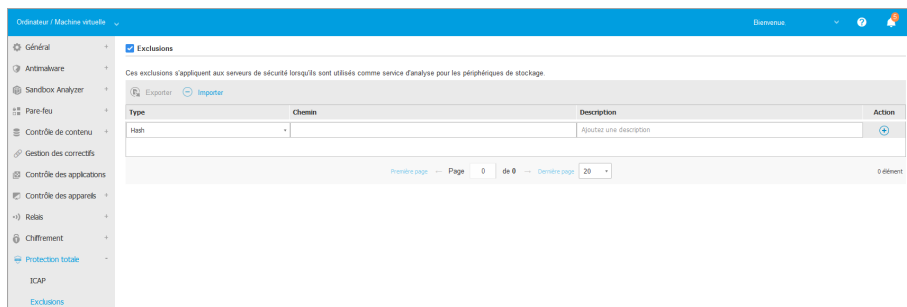 Ordinateur / Machine virtuelle
Bienvenue
Général
Antimalware
Sandbox Analyzer
Pare-feu
Contrôle de contenu
Gestion des correctifs
Contrôle des applications
Contrôle des appareils
Relais
Chiffrement
Protection totale
ICAP
Exclusions
Exclusions
Ces exclusions s'appliquent aux serveurs de sécurité lorsqu'ils sont utilisés comme service d'analyse pour les périphériques de stockage.
Exporter Importer
Type Chemin Description Action
Hash Ajoutez une description
Première page Page 0 de 0 Dernière page 20 0 élément